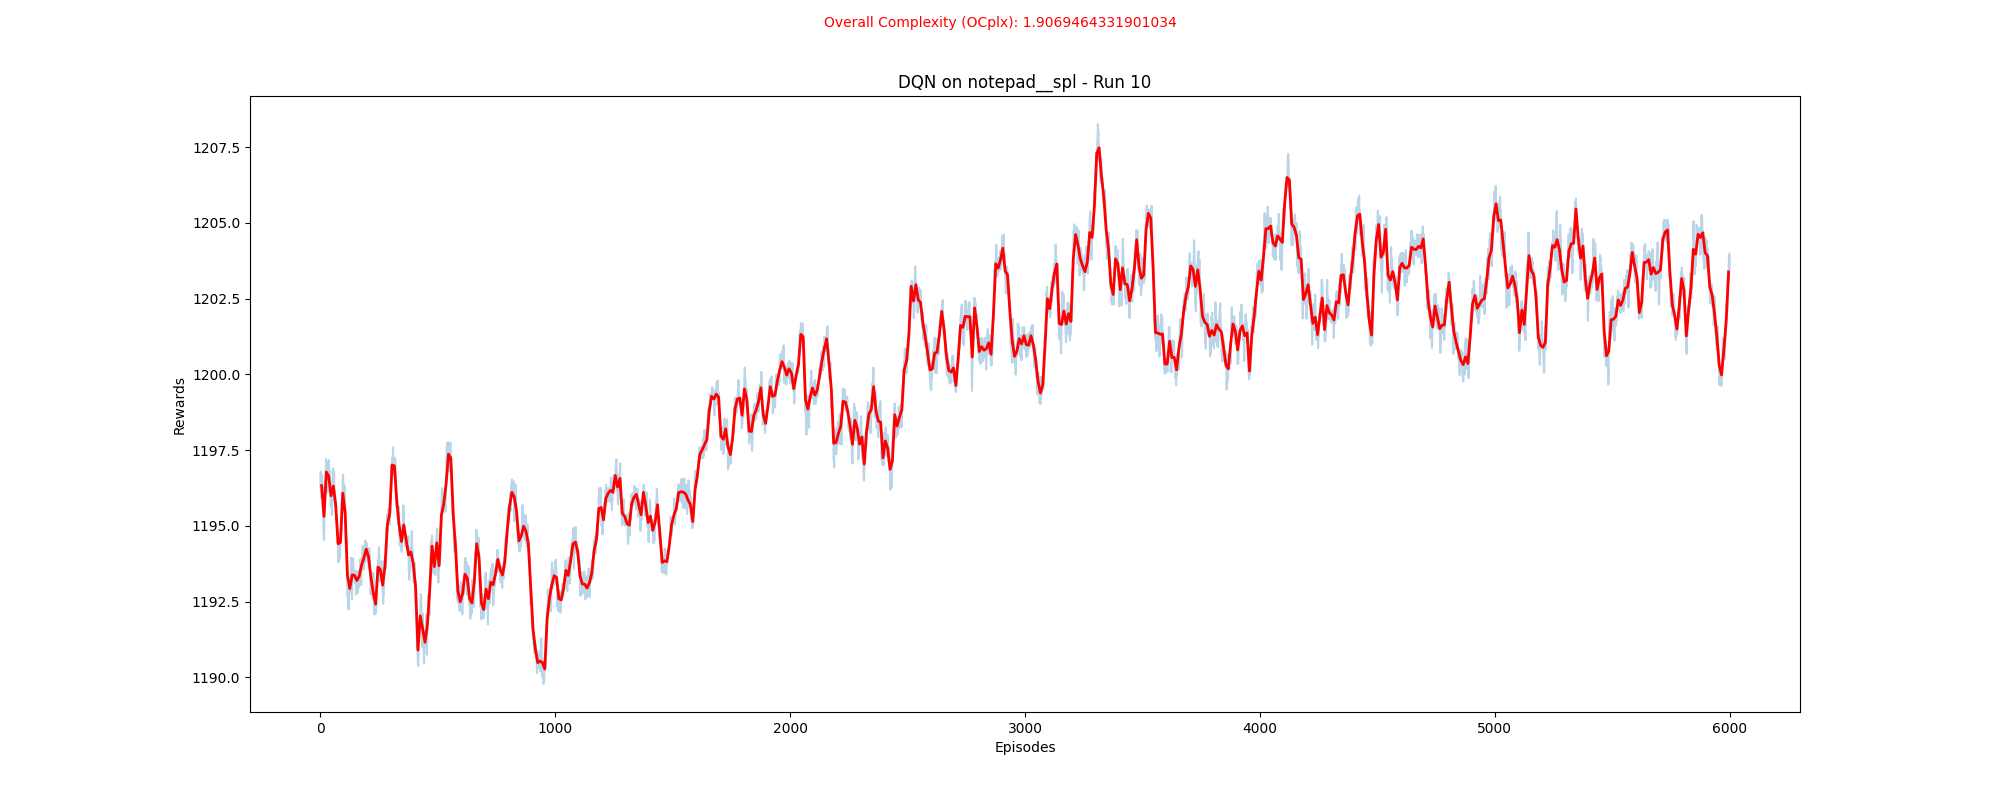 Overall Complexity (OCplx): 1.9069464331901034
DQN on notepad__spl - Run 10
Rewards
1207.5
1205.0
1202.5
1200.0
1197.5
1195.0
1192.5
1190.0
0 1000 2000 3000 4000 5000 6000
Episodes